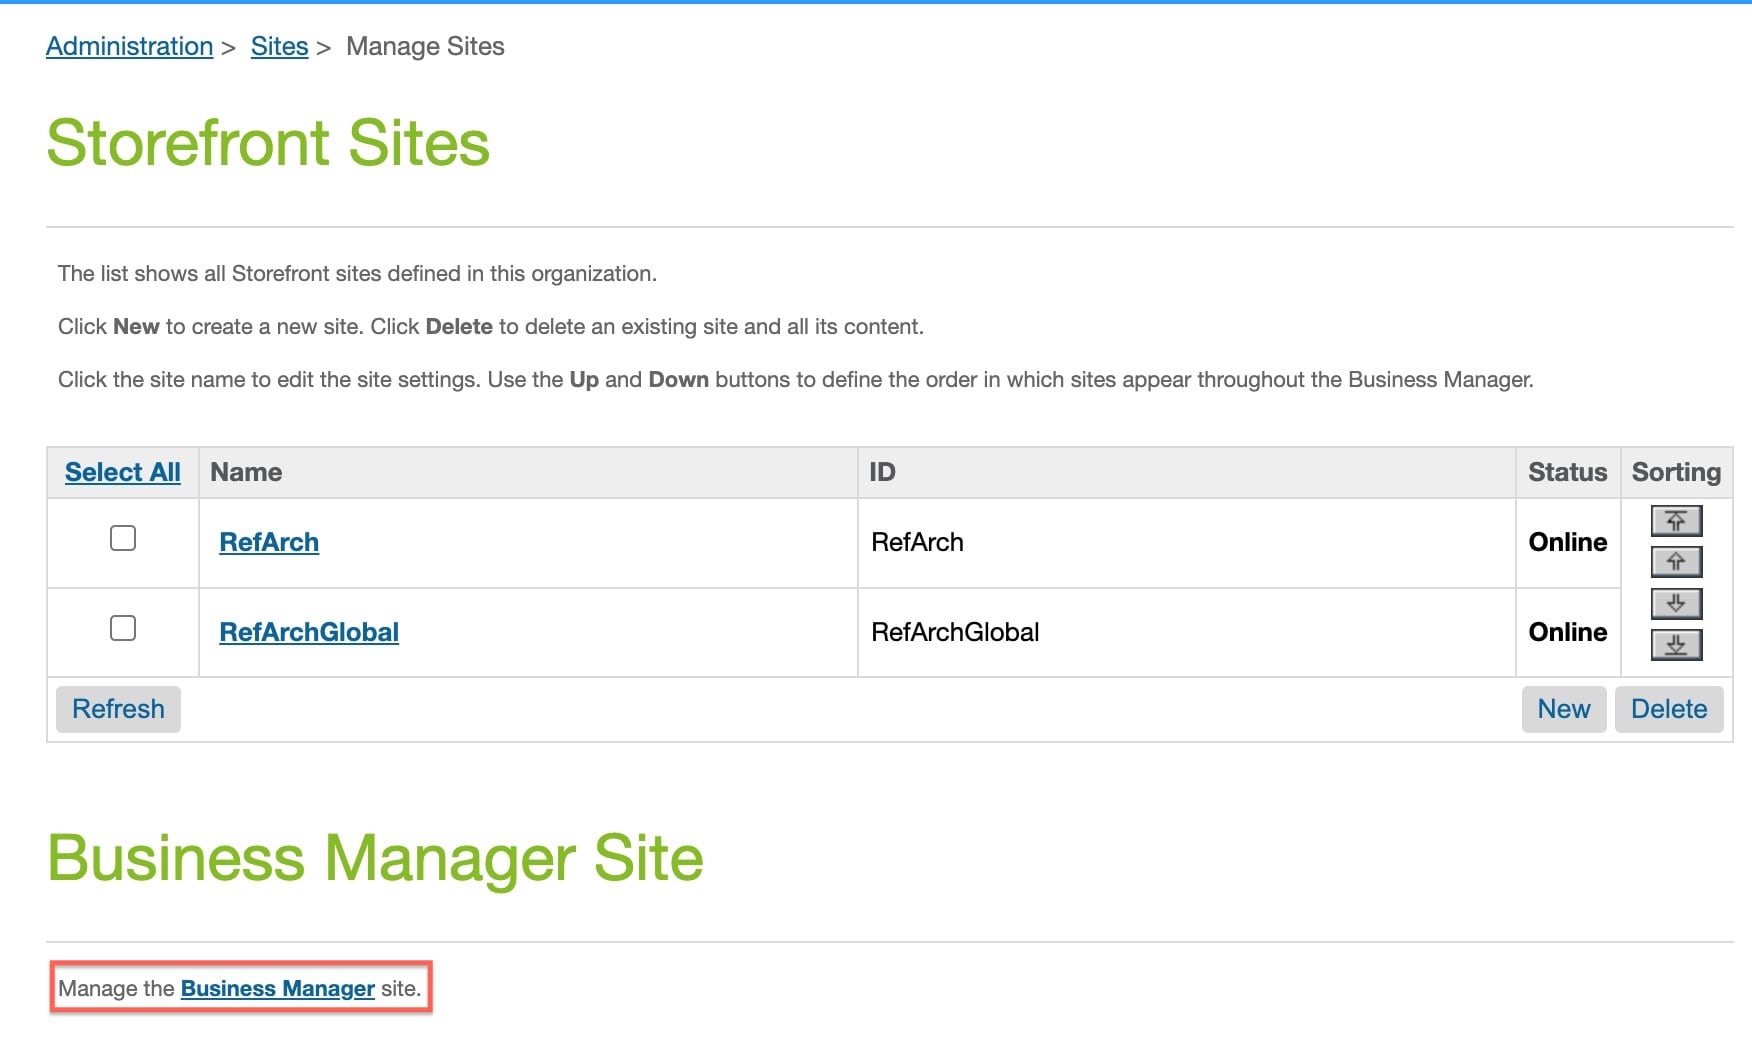 Administration > Sites > Manage Sites
Storefront Sites
The list shows all Storefront sites defined in this organization.
Click New to create a new site. Click Delete to delete an existing site and all its content.
Click the site name to edit the site settings. Use the Up and Down buttons to define the order in which sites appear throughout the Business Manager.
Select All Name ID Status Sorting
RefArch RefArch Online
RefArchGlobal RefArchGlobal Online
Refresh New Delete
Business Manager Site
Manage the Business Manager site.